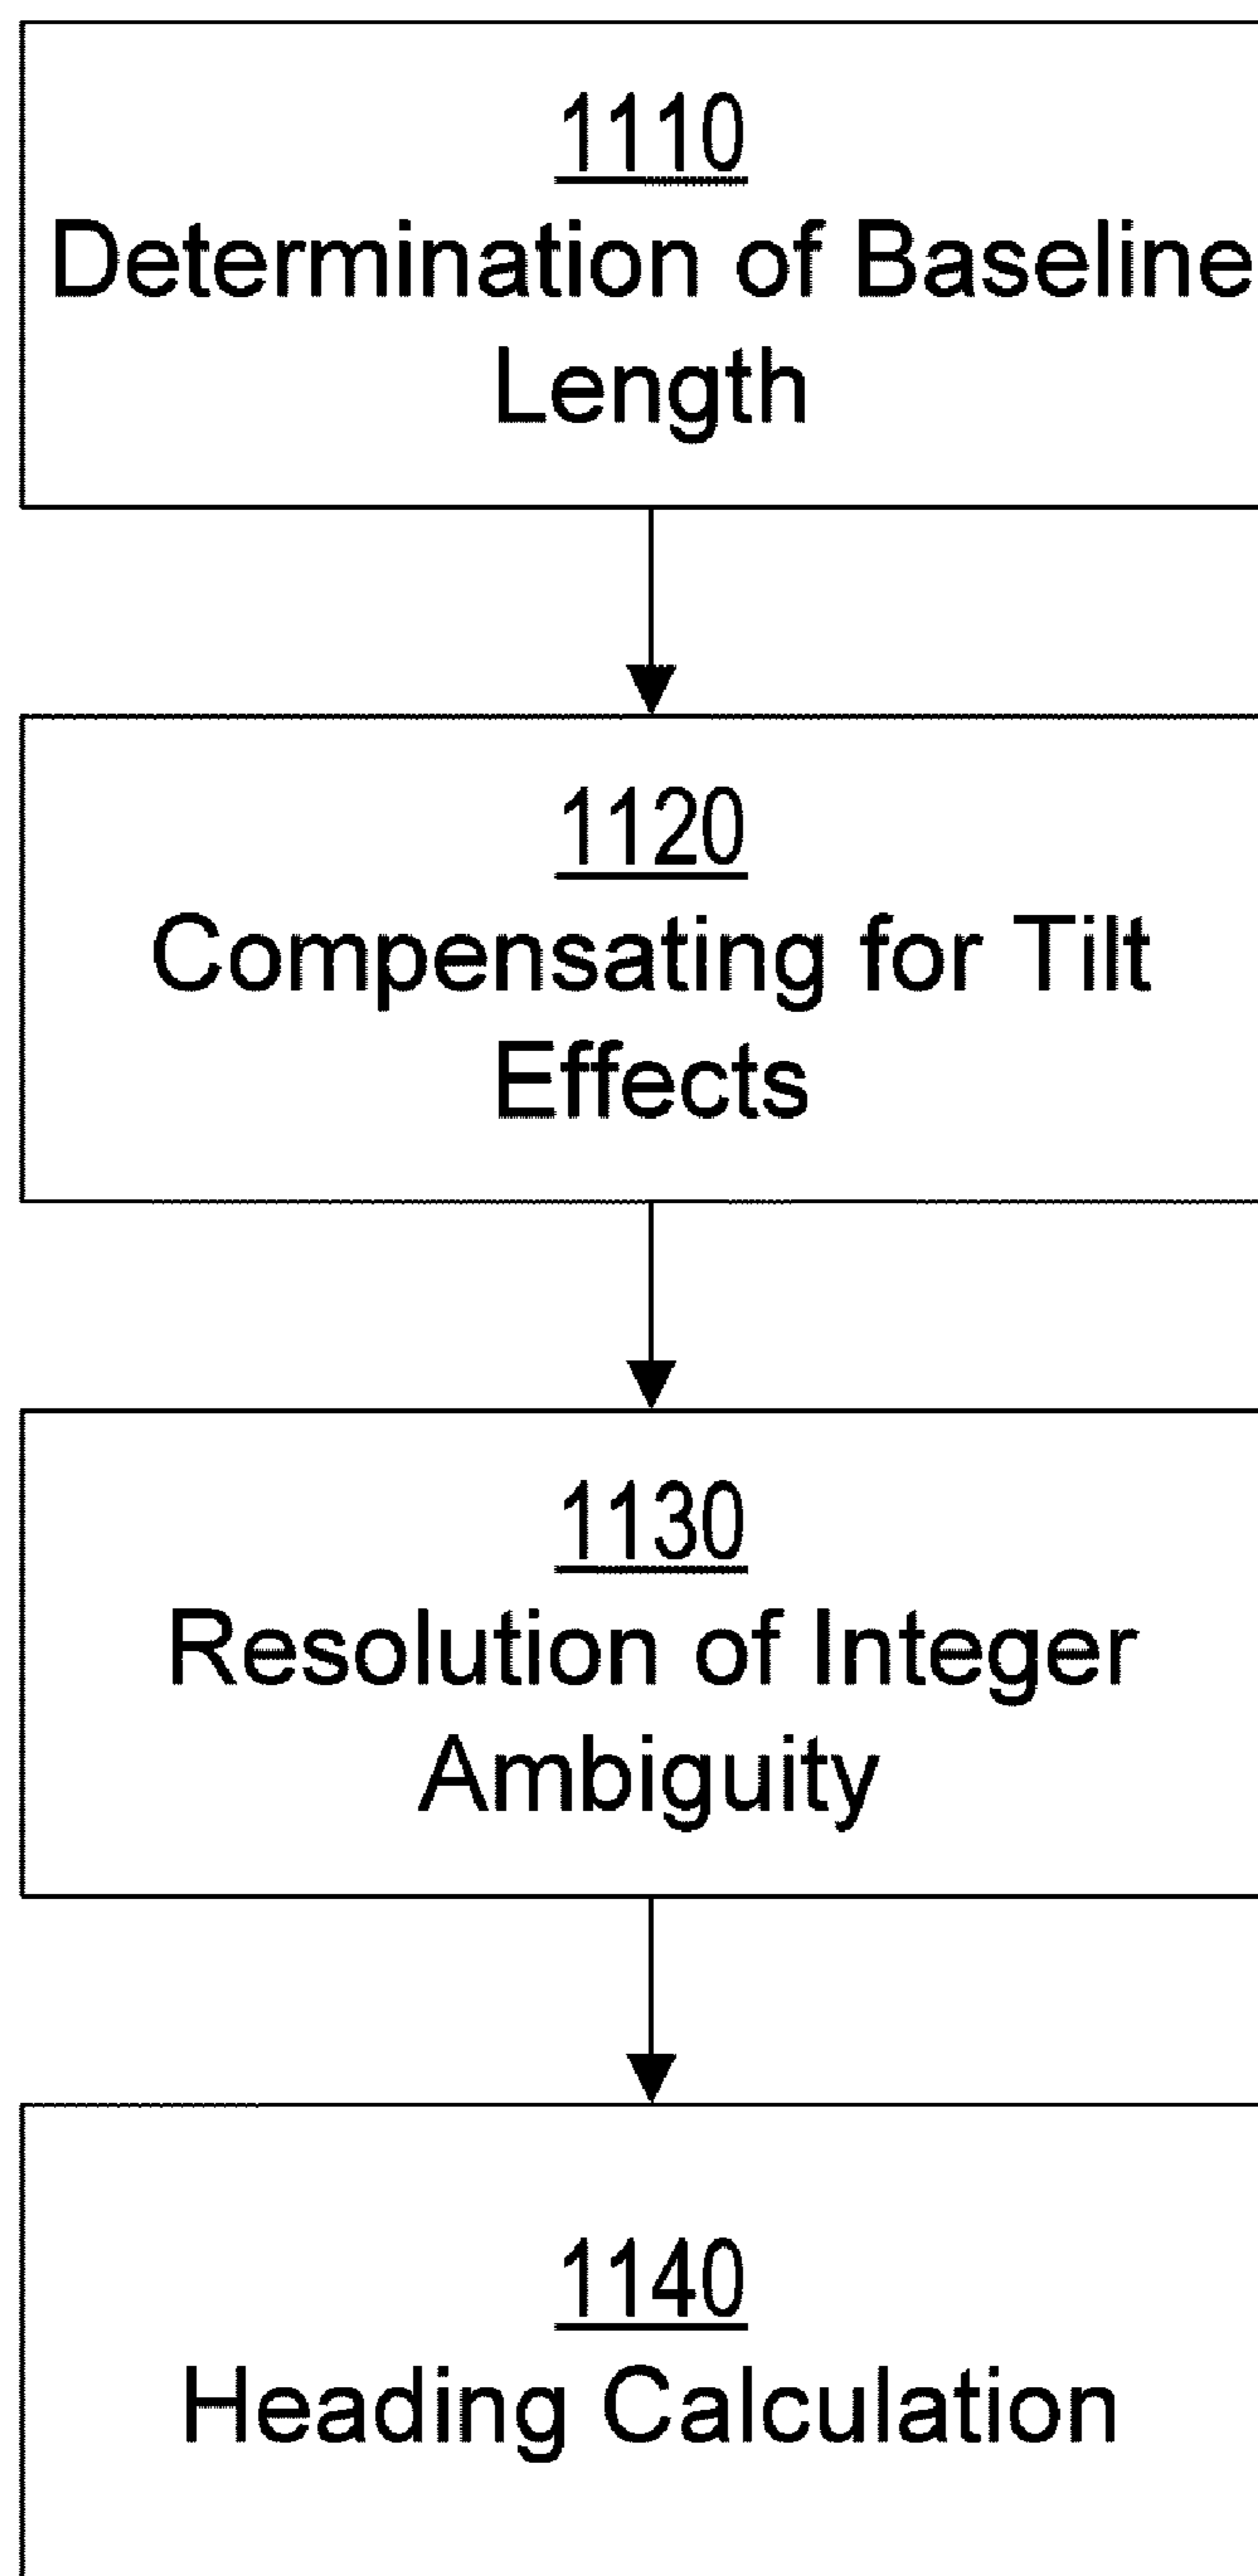 1110
Determination of Baseline
Length
1120
Compensating for Tilt
Effects
1130
Resolution of Integer
Ambiguity
1140
Heading Calculation